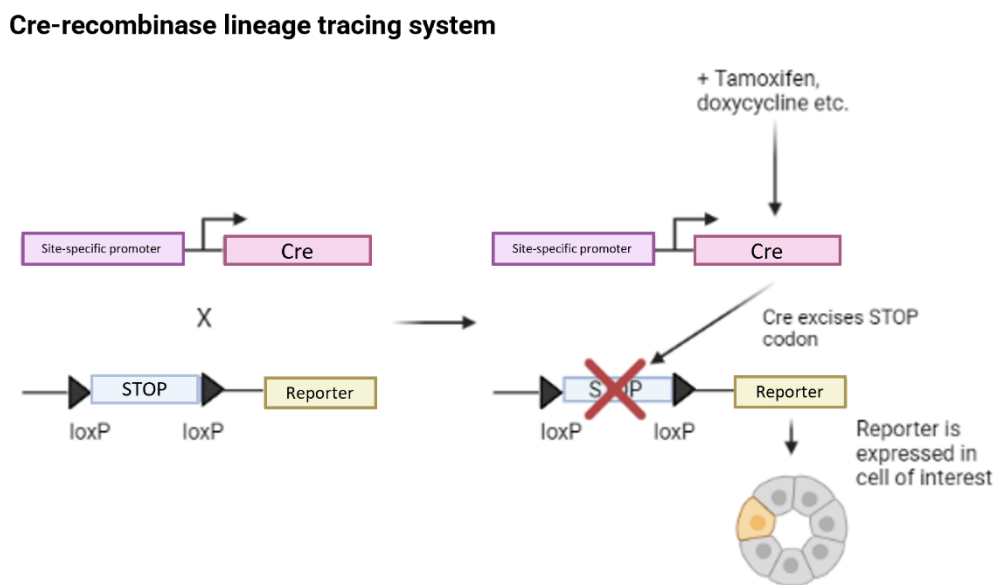 Cre-recombinase lineage tracing system
+ Tamoxifen,
doxycycline etc.
Site-specific promoter
Cre
Site-specific promoter
Cre
X
Cre excises STOP
codon
STOP
Reporter
STOP
Reporter
loxP
loxP
loxP
loxP
Reporter is
expressed in
cell of interest